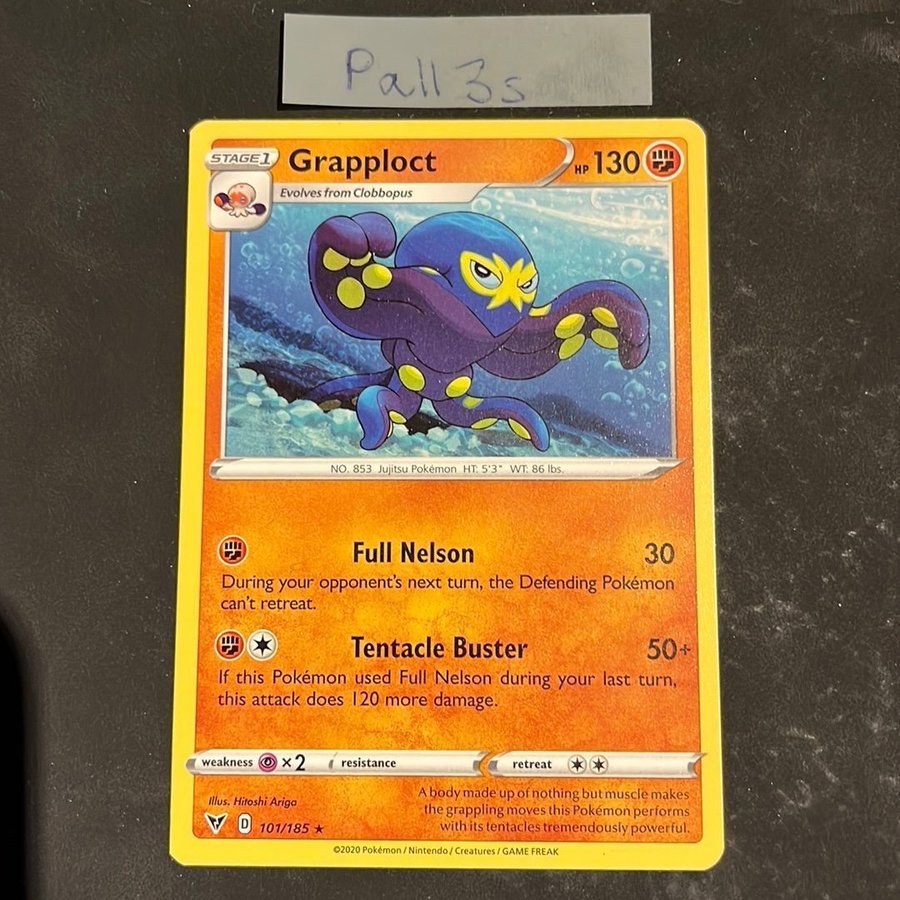 Pall3s
STAGE 1 Grapploct HP 130
Evolves from Clobbopus
NO. 853 Jujitsu Pokémon HT: 5'3" WT: 86 lbs.
Full Nelson 30
During your opponent's next turn, the Defending Pokémon
can't retreat.
Tentacle Buster 50+
If this Pokémon used Full Nelson during your last turn,
this attack does 120 more damage.
weakness ×2 resistance retreat
Illus. Hitoshi Ariga
D 101/185 ★
A body made up of nothing but muscle makes
the grappling moves this Pokémon performs
with its tentacles tremendously powerful.
©2020 Pokémon / Nintendo / Creatures / GAME FREAK